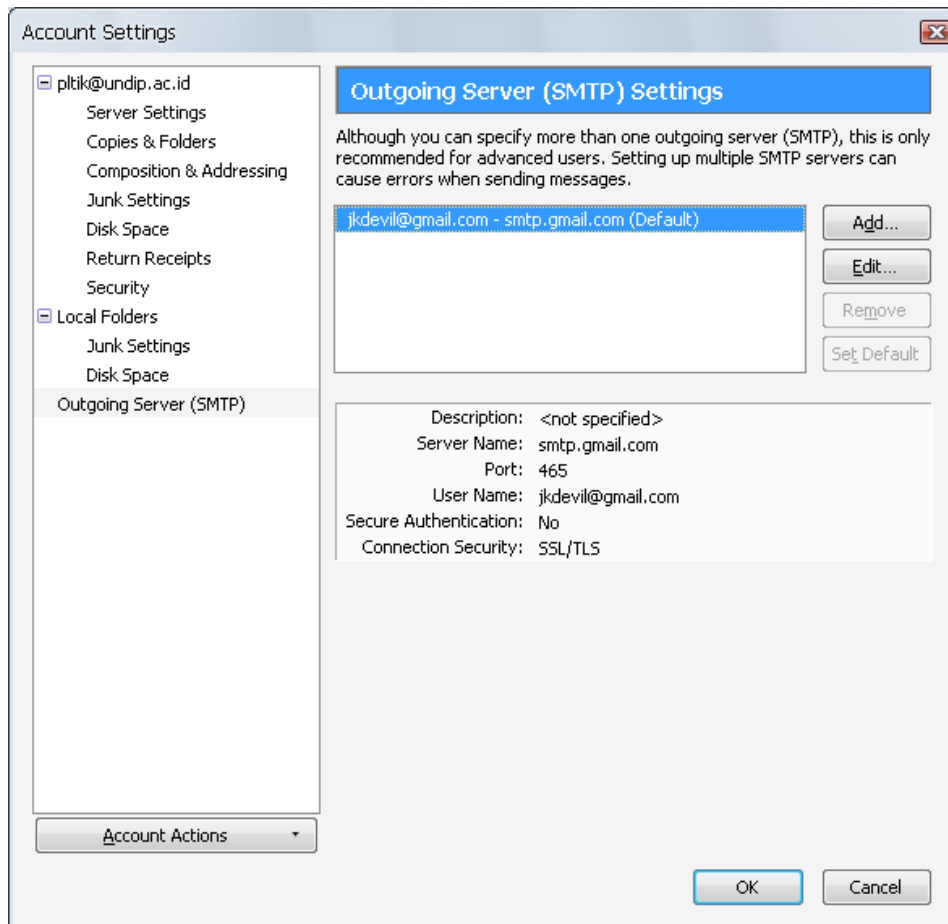 Account Settings
pltik@undip.ac.id
Server Settings
Copies & Folders
Composition & Addressing
Junk Settings
Disk Space
Return Receipts
Security
Local Folders
Junk Settings
Disk Space
Outgoing Server (SMTP)
Account Actions
Outgoing Server (SMTP) Settings
Although you can specify more than one outgoing server (SMTP), this is only
recommended for advanced users. Setting up multiple SMTP servers can
cause errors when sending messages.
jkdevil@gmail.com - smtp.gmail.com (Default)
Add...
Edit...
Remove
Set Default
Description: <not specified>
Server Name: smtp.gmail.com
Port: 465
User Name: jkdevil@gmail.com
Secure Authentication: No
Connection Security: SSL/TLS
OK
Cancel